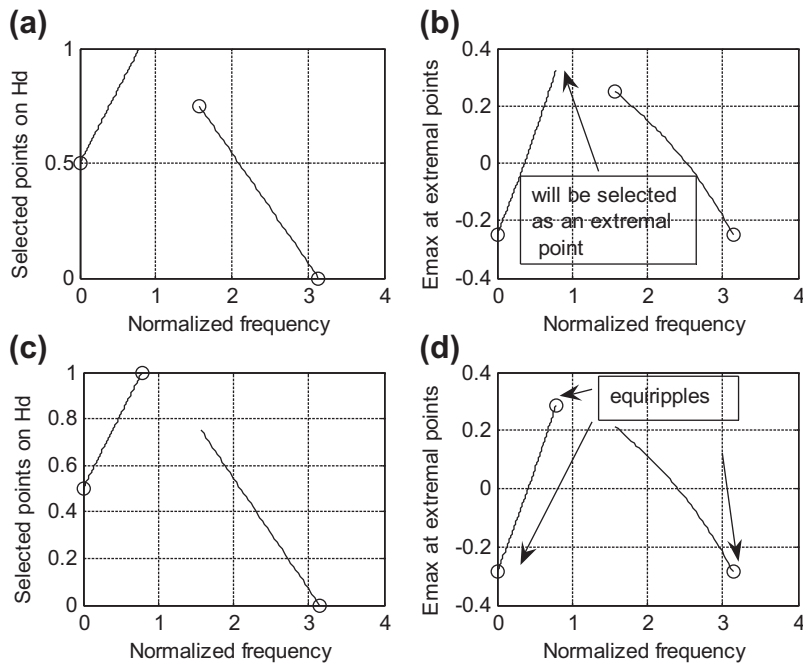 (a)
1
0.5
0
Selected points on Hd
0 1 2 3 4
Normalized frequency
(b)
0.4
0.2
0
-0.2
-0.4
Emax at extremal points
will be selected
as an extremal
point
0 1 2 3 4
Normalized frequency
(c)
1
0.8
0.6
0.4
0.2
0
Selected points on Hd
0 1 2 3 4
Normalized frequency
(d)
0.4
0.2
0
-0.2
-0.4
Emax at extremal points
equiripples
0 1 2 3 4
Normalized frequency